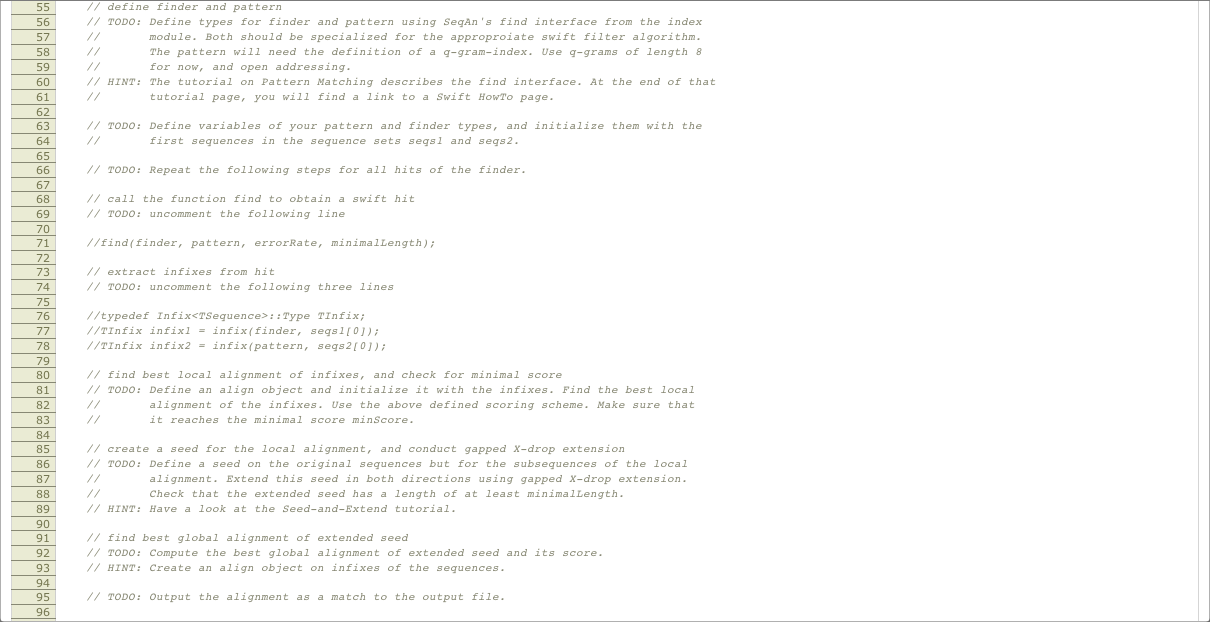 55 // define finder and pattern
56 // TODO: Define types for finder and pattern using SeqAn's find interface from the index
57 //       module. Both should be specialized for the approproiate swift filter algorithm.
58 //       The pattern will need the definition of a q-gram-index. Use q-grams of length 8
59 //       for now, and open addressing.
60 // HINT: The tutorial on Pattern Matching describes the find interface. At the end of that
61 //       tutorial page, you will find a link to a Swift HowTo page.
62
63 // TODO: Define variables of your pattern and finder types, and initialize them with the
64 //       first sequences in the sequence sets seqs1 and seqs2.
65
66 // TODO: Repeat the following steps for all hits of the finder.
67
68 // call the function find to obtain a swift hit
69 // TODO: uncomment the following line
70
71 //find(finder, pattern, errorRate, minimalLength);
72
73 // extract infixes from hit
74 // TODO: uncomment the following three lines
75
76 //typedef Infix<TSequence>::Type TInfix;
77 //TInfix infix1 = infix(finder, seqs1[0]);
78 //TInfix infix2 = infix(pattern, seqs2[0]);
79
80 // find best local alignment of infixes, and check for minimal score
81 // TODO: Define an align object and initialize it with the infixes. Find the best local
82 //       alignment of the infixes. Use the above defined scoring scheme. Make sure that
83 //       it reaches the minimal score minScore.
84
85 // create a seed for the local alignment, and conduct gapped X-drop extension
86 // TODO: Define a seed on the original sequences but for the subsequences of the local
87 //       alignment. Extend this seed in both directions using gapped X-drop extension.
88 //       Check that the extended seed has a length of at least minimalLength.
89 // HINT: Have a look at the Seed-and-Extend tutorial.
90
91 // find best global alignment of extended seed
92 // TODO: Compute the best global alignment of extended seed and its score.
93 // HINT: Create an align object on infixes of the sequences.
94
95 // TODO: Output the alignment as a match to the output file.
96